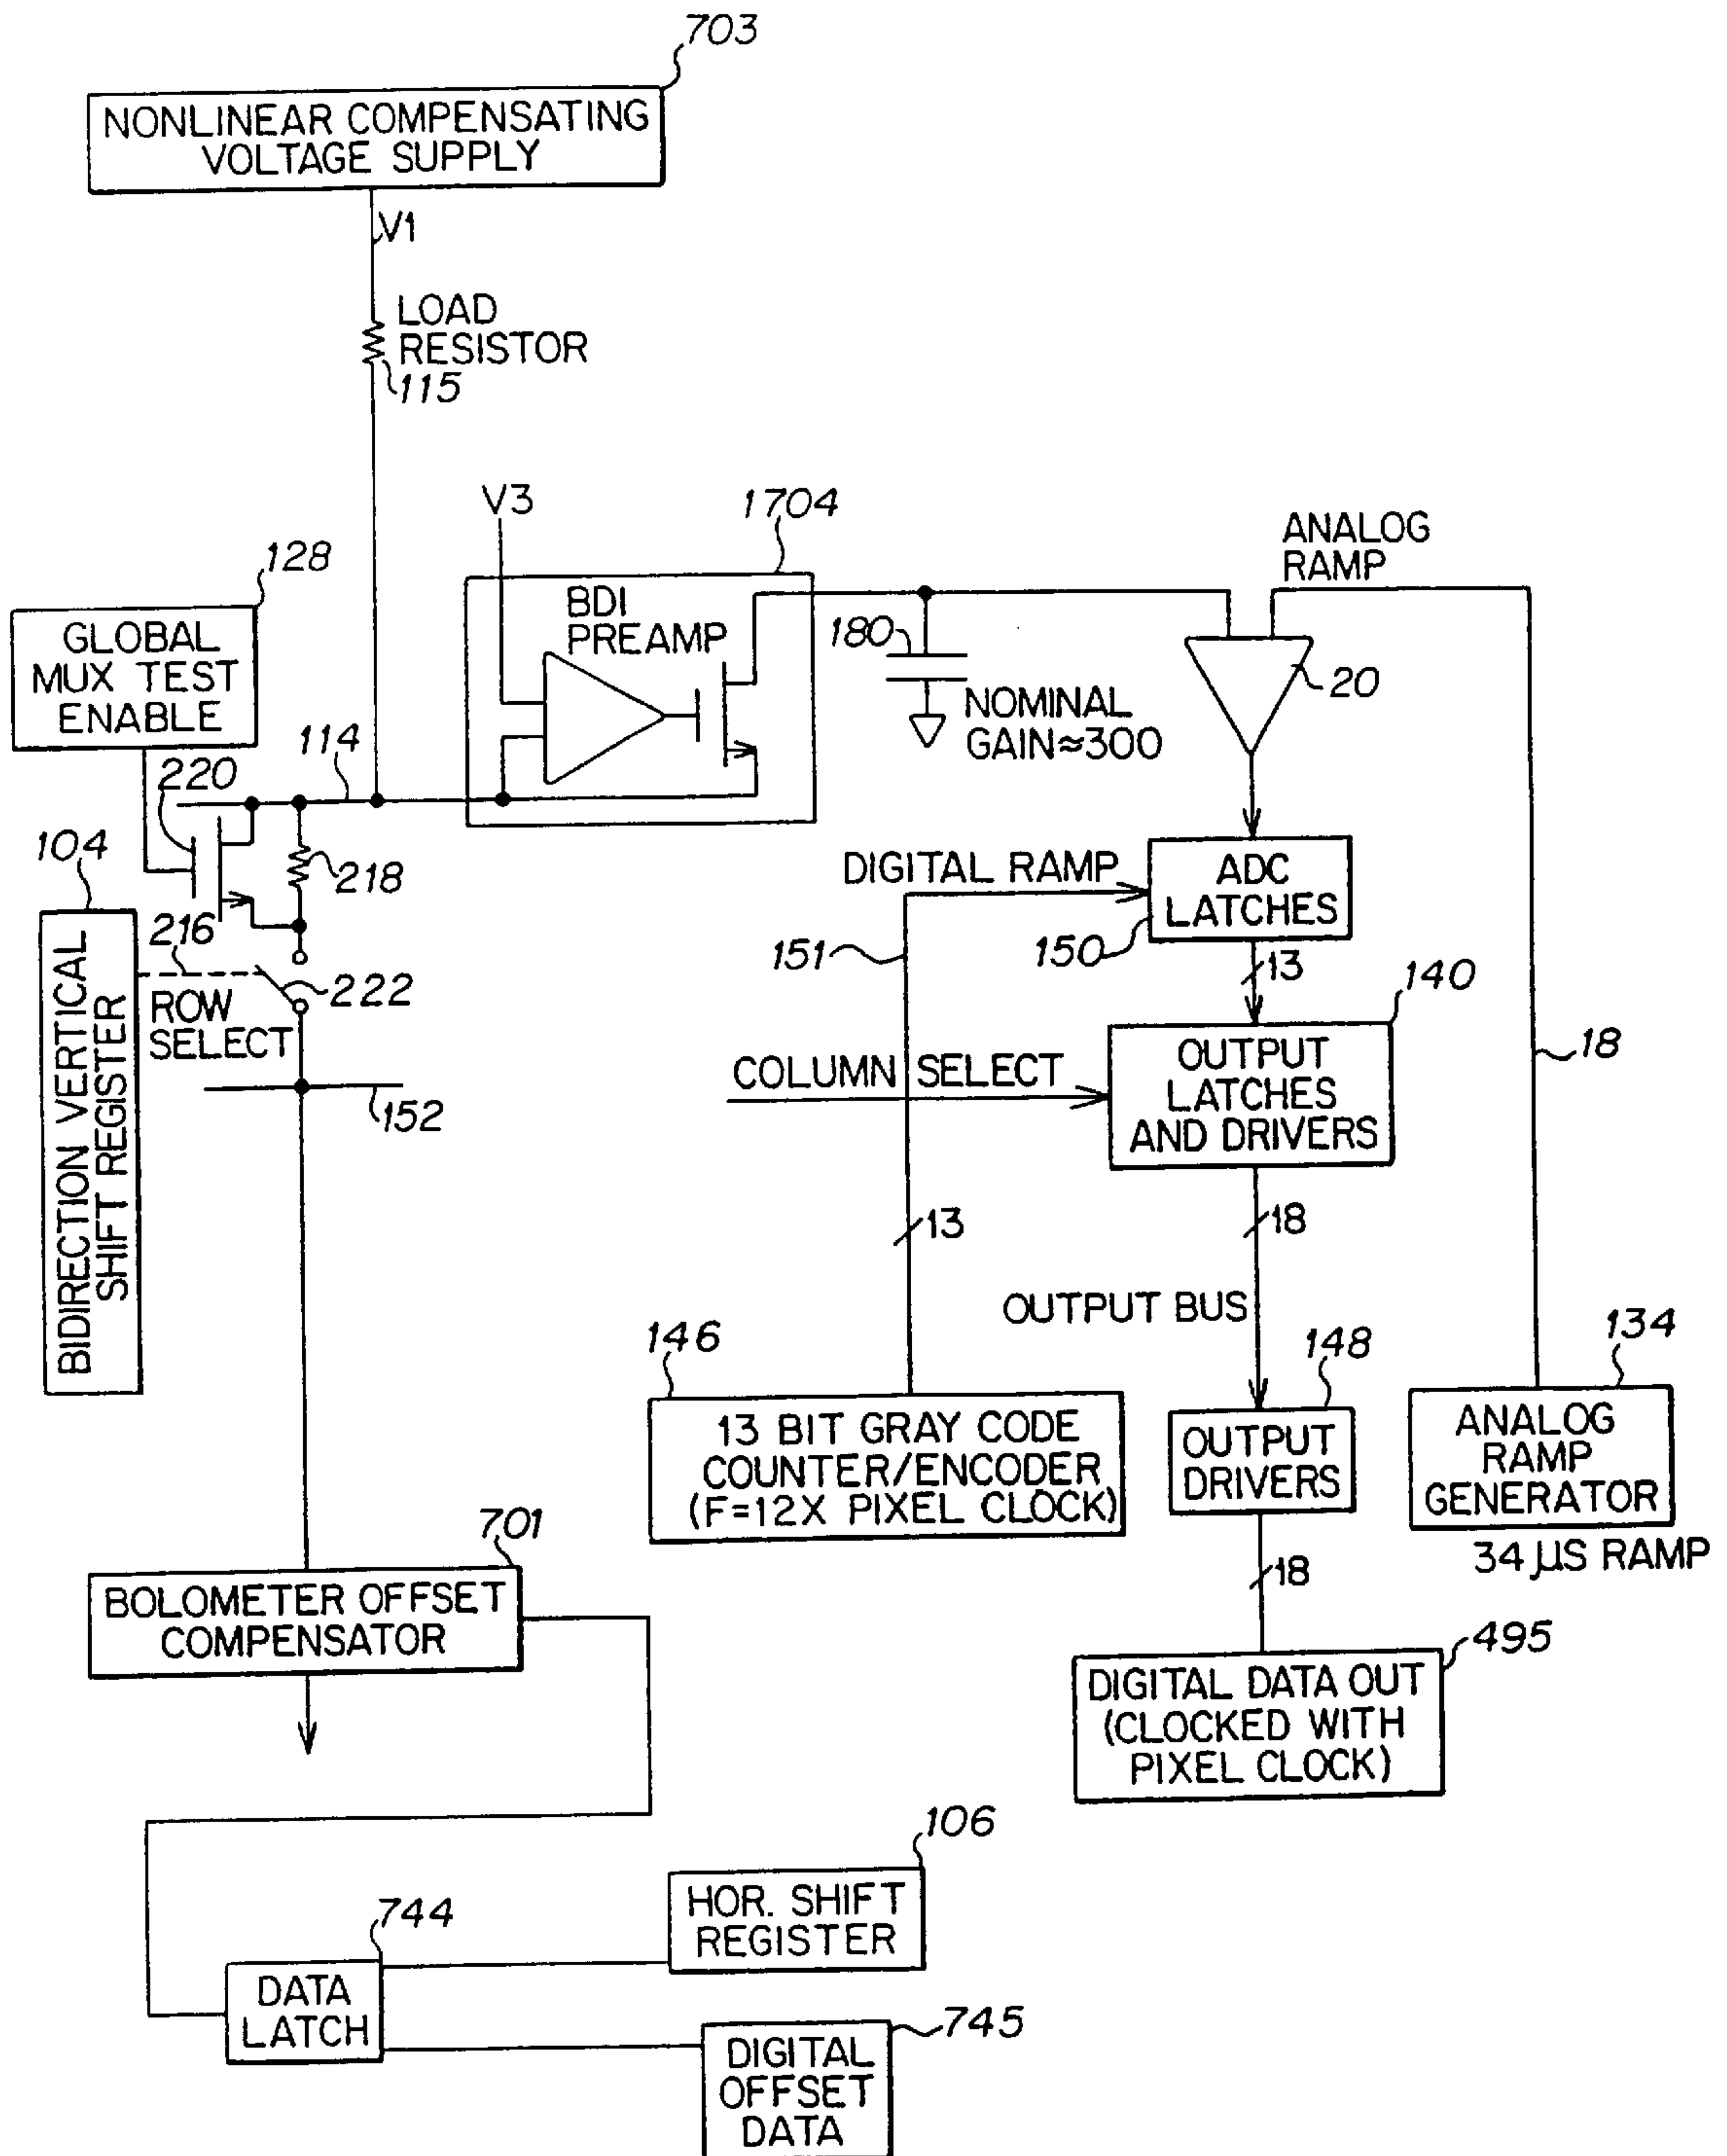 703
NONLINEAR COMPENSATING
VOLTAGE SUPPLY
V1
LOAD
RESISTOR
115
V3
1704
ANALOG
RAMP
128
GLOBAL
MUX TEST
ENABLE
BDI
PREAMP
180
20
NOMINAL
GAIN≈300
114
220
104
218
DIGITAL RAMP
ADC
LATCHES
151
150
13
216
ROW
SELECT
222
140
BIDIRECTION VERTICAL
SHIFT REGISTER
COLUMN SELECT
OUTPUT
LATCHES
AND DRIVERS
18
152
13
18
OUTPUT BUS
146
148
134
13 BIT GRAY CODE
COUNTER/ENCODER
(F=12X PIXEL CLOCK)
OUTPUT
DRIVERS
ANALOG
RAMP
GENERATOR
34 µS RAMP
701
18
BOLOMETER OFFSET
COMPENSATOR
495
DIGITAL DATA OUT
(CLOCKED WITH
PIXEL CLOCK)
106
HOR. SHIFT
REGISTER
744
DATA
LATCH
745
DIGITAL
OFFSET
DATA